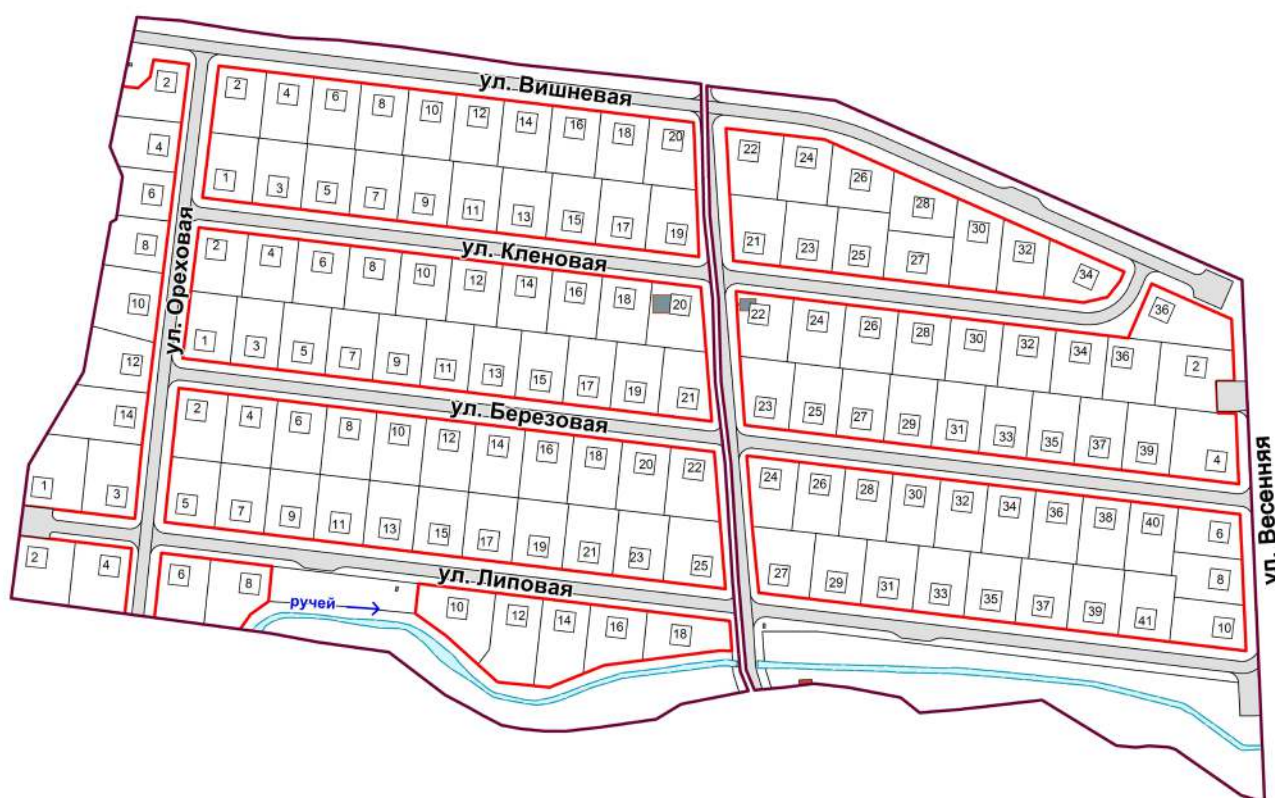 ул. Вишневая
2
2 4 6 8 10 12 14 16 18 20
22 24 26 28 30 32 34
4
6
1 3 5 7 9 11 13 15 17 19
21 23 25 27
ул. Ореховая
8
10
12
14
1 3
ул. Кленовая
2 4 6 8 10 12 14 16 18 20
22 24 26 28 30 32 34 36 36 2
1 3 5 7 9 11 13 15 17 19 21
23 25 27 29 31 33 35 37 39 4
ул. Березовая
2 4 6 8 10 12 14 16 18 20 22
24 26 28 30 32 34 36 38 40 6
ул. Весенняя
5 7 9 11 13 15 17 19 21 23 25
27 29 31 33 35 37 39 41 8
10
ул. Липовая
2 4 6 8
ручей
10 12 14 16 18